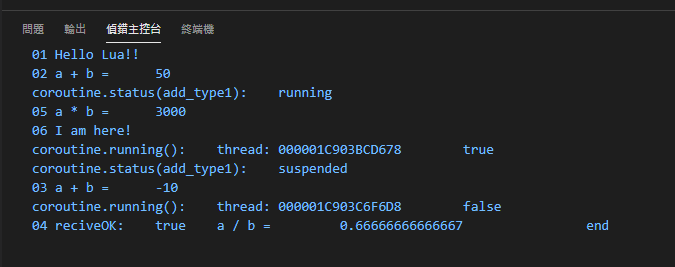 問題 輸出 偵錯主控台 終端機
01 Hello Lua!!
02 a + b = 50
coroutine.status(add_type1): running
05 a * b = 3000
06 I am here!
coroutine.running(): thread: 000001C903BCD678 true
coroutine.status(add_type1): suspended
03 a + b = -10
coroutine.running(): thread: 000001C903C6F6D8 false
04 reciveOK: true a / b = 0.66666666666667 end